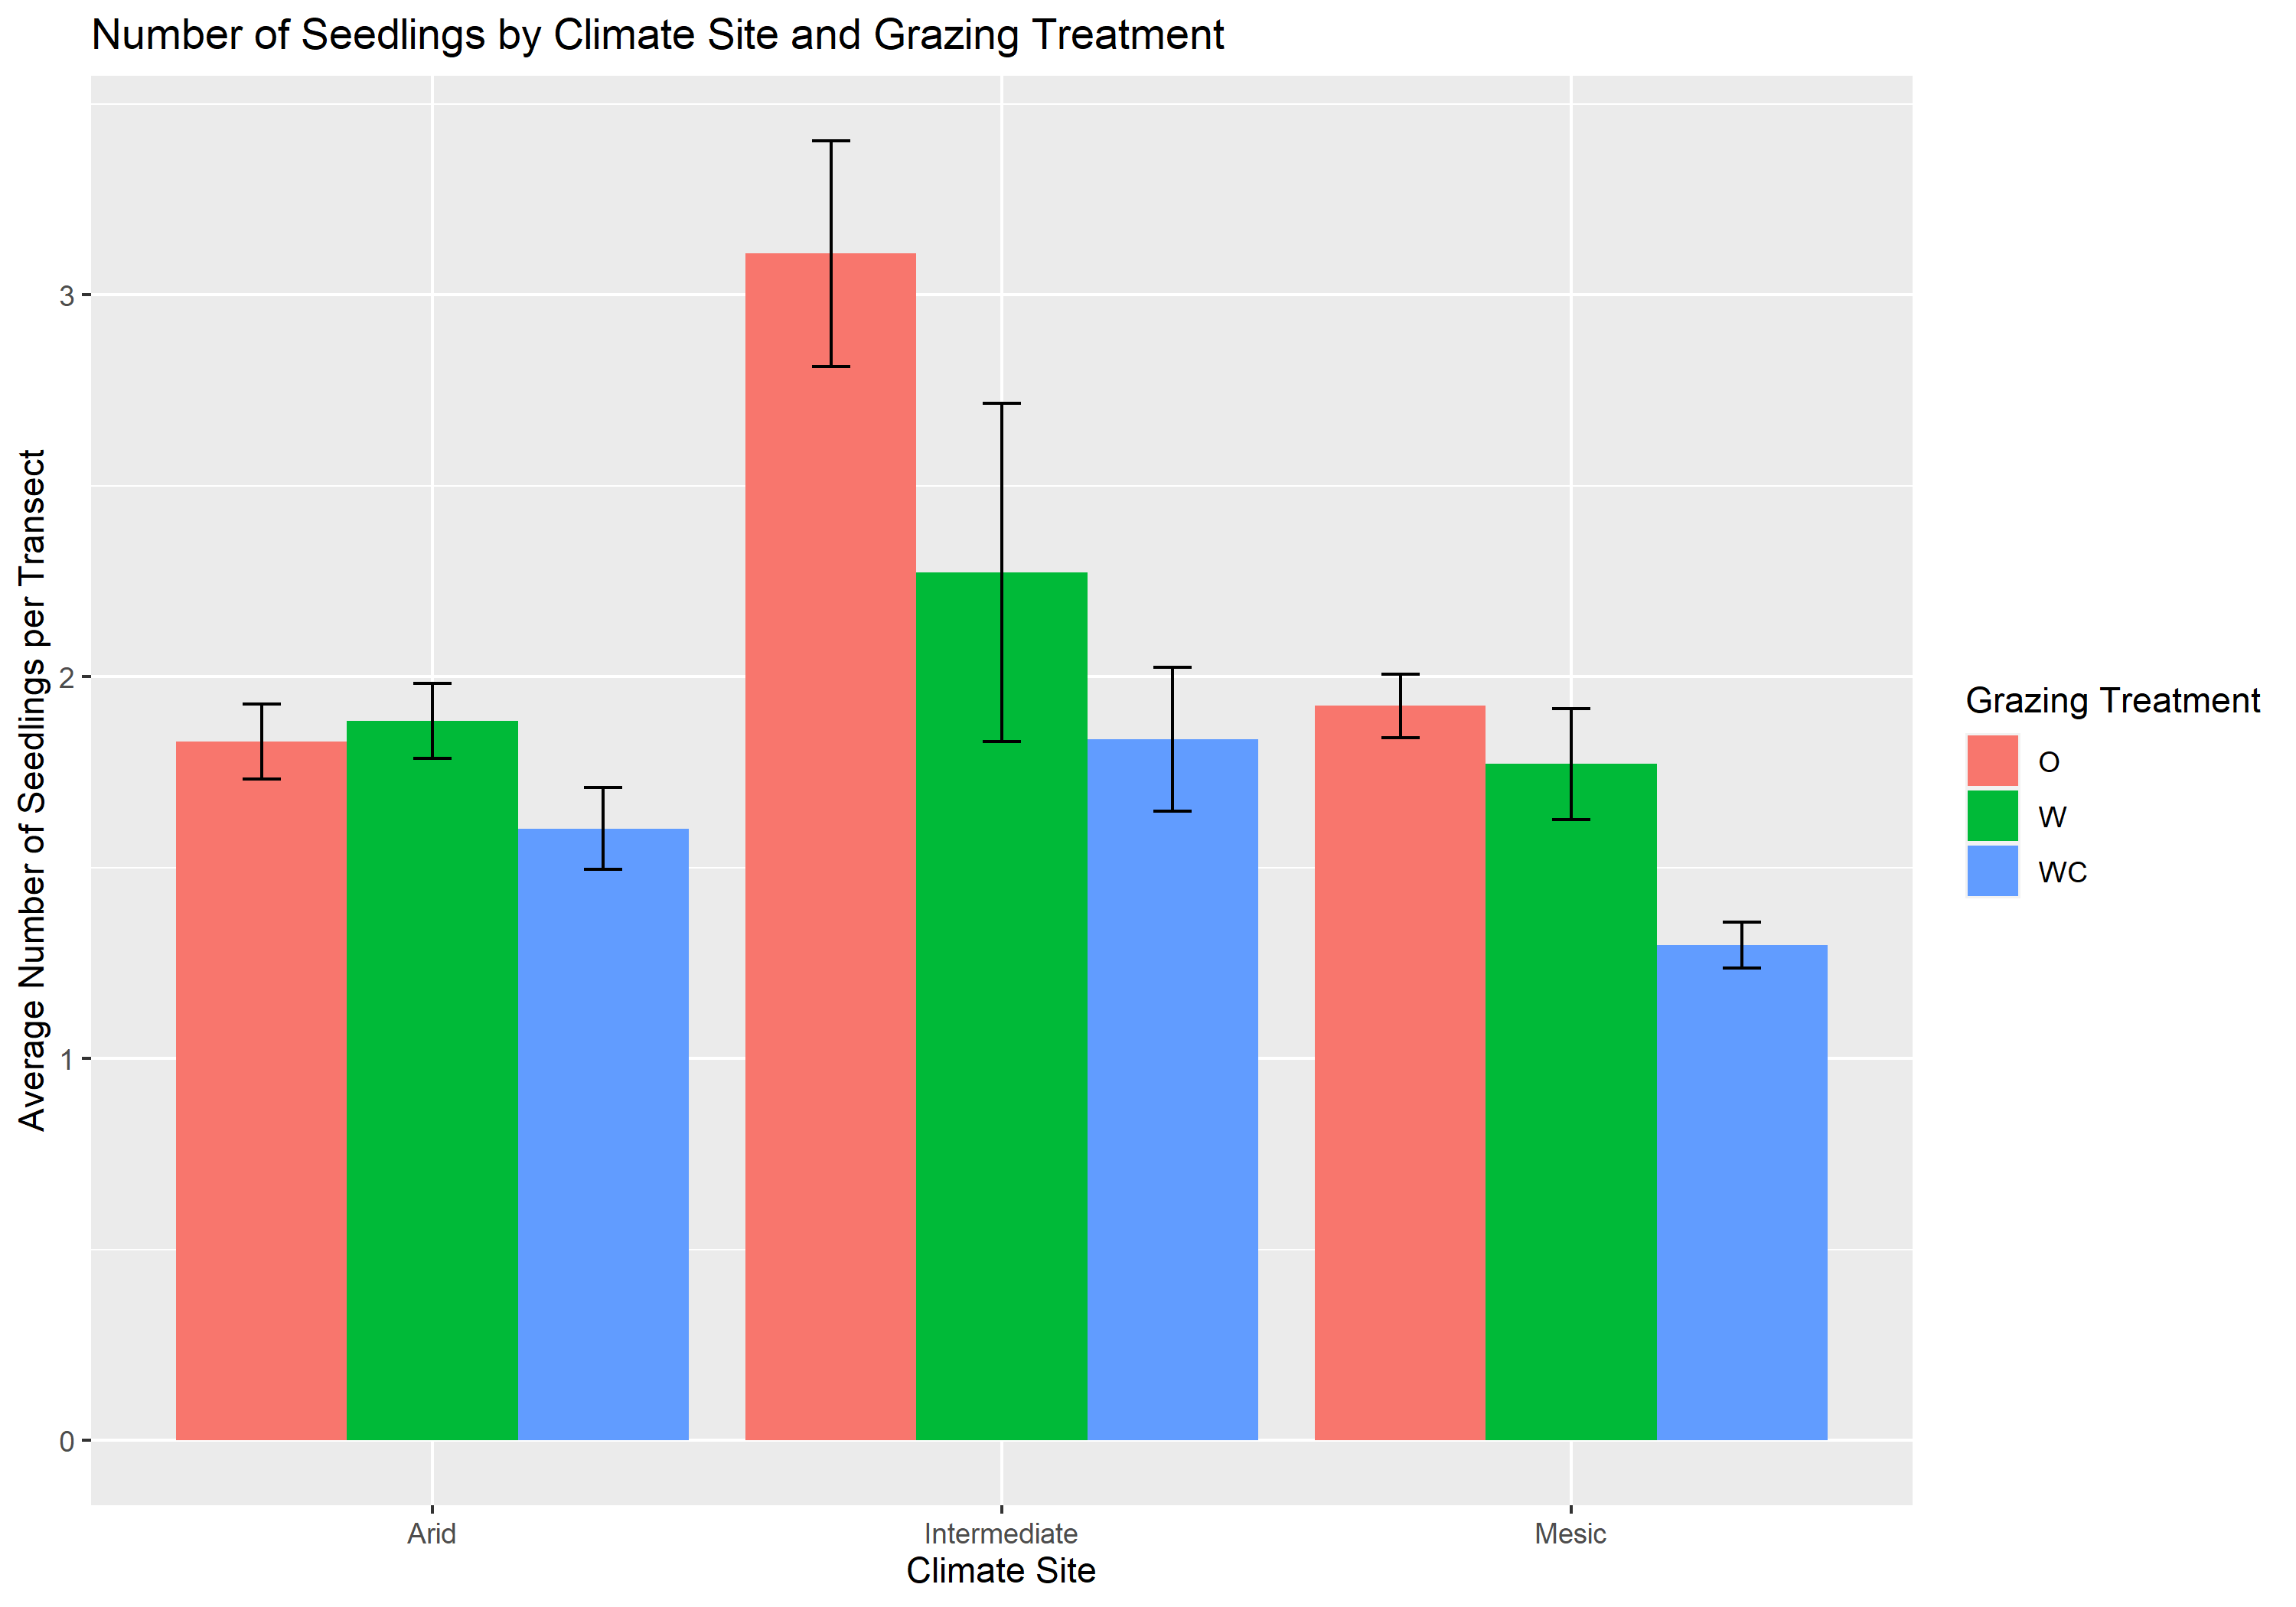 Number of Seedlings by Climate Site and Grazing Treatment
Average Number of Seedlings per Transect
3
2
1
0
Arid Intermediate Mesic
Climate Site
Grazing Treatment
O
W
WC